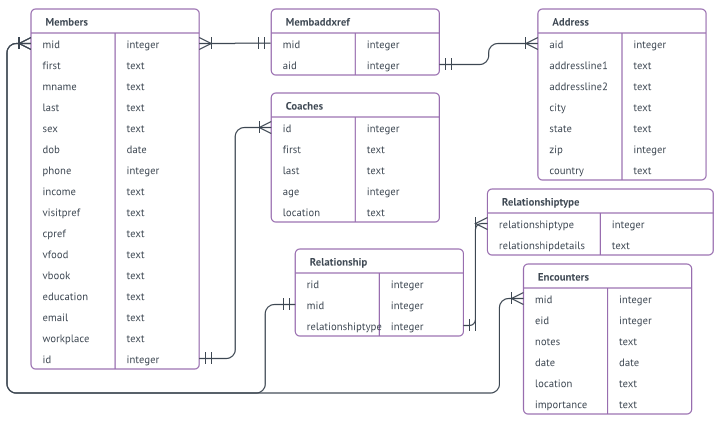 Members
mid integer
first text
mname text
last text
sex text
dob date
phone integer
income text
visitpref text
cpref text
vfood text
vbook text
education text
email text
workplace text
id integer
Membaddxref
mid integer
aid integer
Coaches
id integer
first text
last text
age integer
location text
Relationship
rid integer
mid integer
relationshiptype integer
Address
aid integer
addressline1 text
addressline2 text
city text
state text
zip integer
country text
Relationshiptype
relationshiptype integer
relationshipdetails text
Encounters
mid integer
eid integer
notes text
date date
location text
importance text